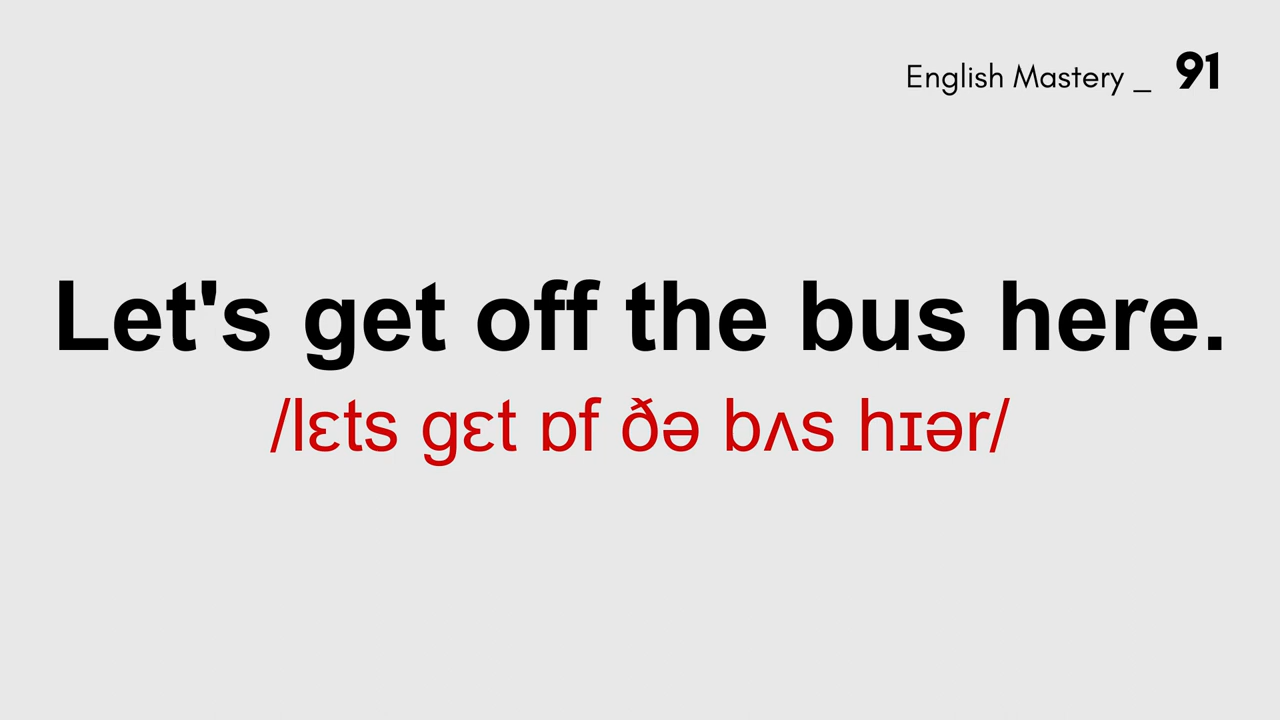 English Mastery _ 91
Let's get off the bus here.
/lɛts gɛt ɒf ðə bʌs hɪər/